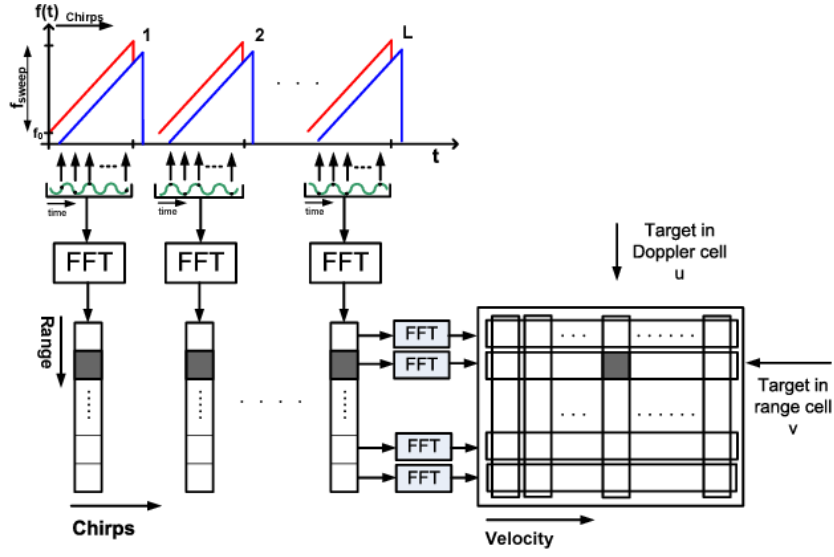 f(t)
Chirps
1
2
L
f_sweep
f₀
t
time
time
time
FFT
FFT
FFT
Target in
Doppler cell
u
Range
FFT
FFT
FFT
FFT
Target in
range cell
v
Chirps
Velocity